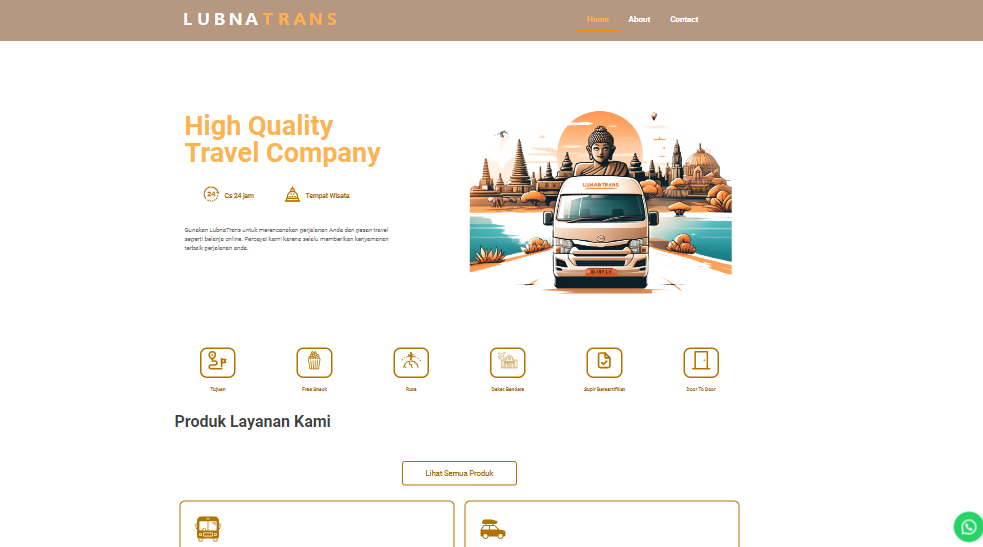 LUBNATRANS
Home About Contact
High Quality
Travel Company
24
Cs 24 jam
Tempat Wisata
Gunakan LubnaTrans untuk merencanakan perjalanan Anda dan pesan travel
seperti belanja online. Percayai kami karena selalu memberikan kenyamanan
terbaik perjalanan anda.
Tujuan
Free Snack
Rute
Dekat Bandara
Supir Bersertifikat
Door To Door
Produk Layanan Kami
Lihat Semua Produk